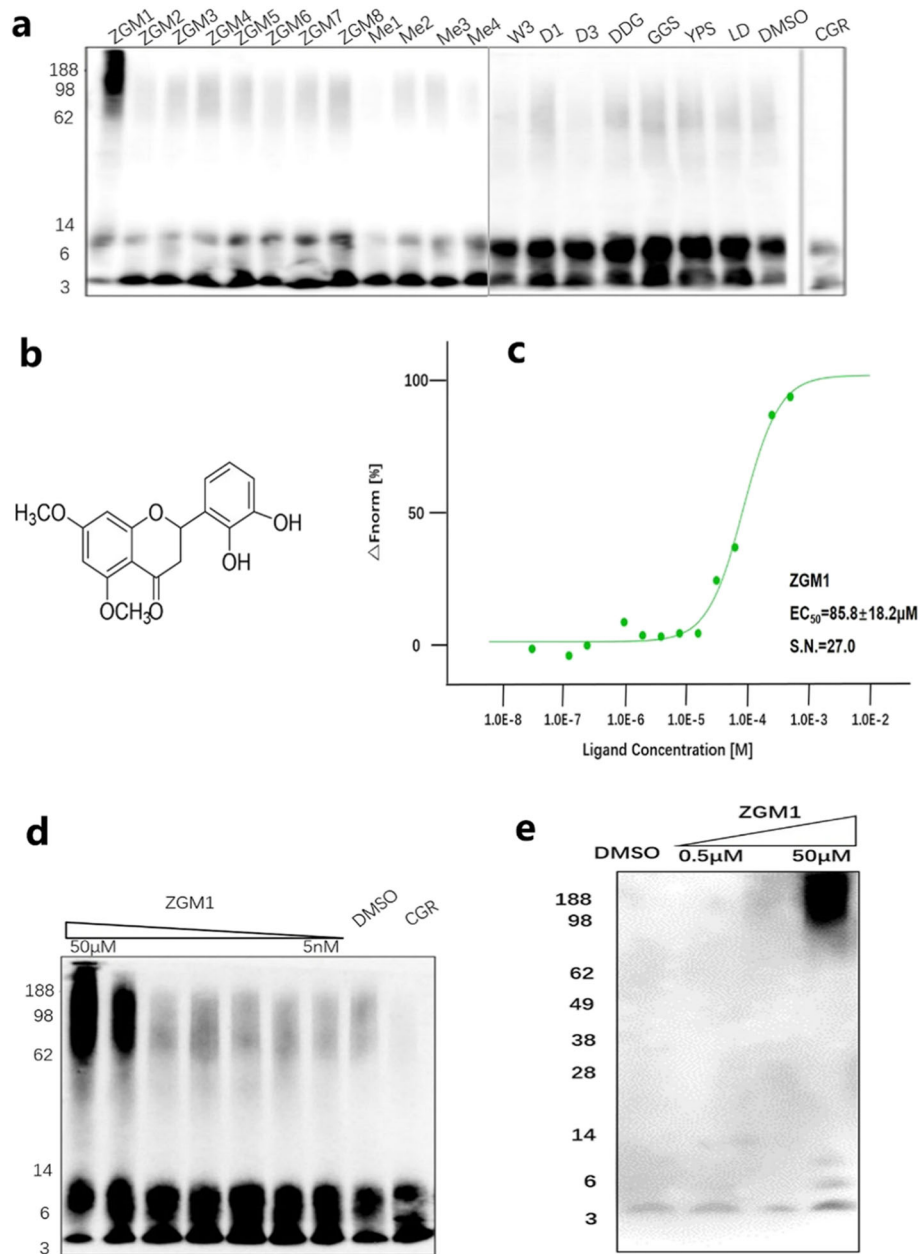 a
ZGM1 ZGM2 ZGM3 ZGM4 ZGM5 ZGM6 ZGM7 ZGM8 Me1 Me2 Me3 Me4 W3 D1 D3 DDG GGS YPS LD DMSO CGR
188
98
62
14
6
3
b
H₃CO
O
OH
OH
OCH₃
O
c
100
50
0
△Fnorm [%]
ZGM1
EC₅₀=85.8±18.2μM
S.N.=27.0
1.0E-8 1.0E-7 1.0E-6 1.0E-5 1.0E-4 1.0E-3 1.0E-2
Ligand Concentration [M]
d
ZGM1 DMSO CGR
50μM 5nM
188
98
62
14
6
3
e
ZGM1
DMSO 0.5μM 50μM
188
98
62
49
38
28
14
6
3